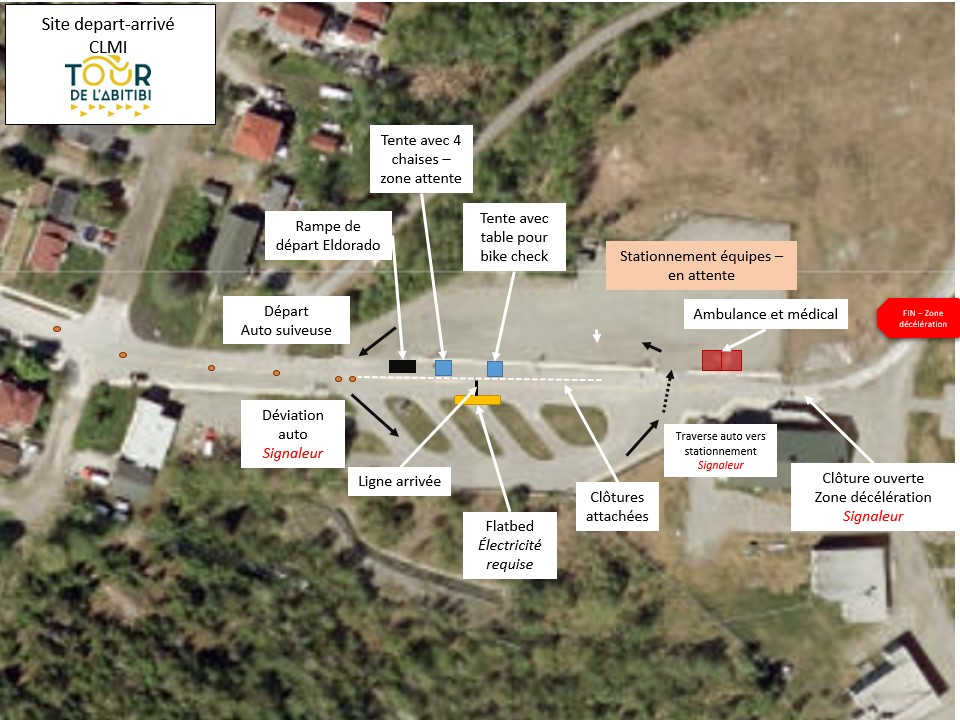 Site depart-arrivé
CLMI
TOUR
DE L'ABITIBI
Tente avec 4
chaises –
zone attente
Rampe de
départ Eldorado
Tente avec
table pour
bike check
Stationnement équipes –
en attente
Départ
Auto suiveuse
Ambulance et médical
FIN – Zone
décélération
Déviation
auto
Signaleur
Ligne arrivée
Flatbed
Électricité
requise
Clôtures
attachées
Traverse auto vers
stationnement
Signaleur
Clôture ouverte
Zone décélération
Signaleur